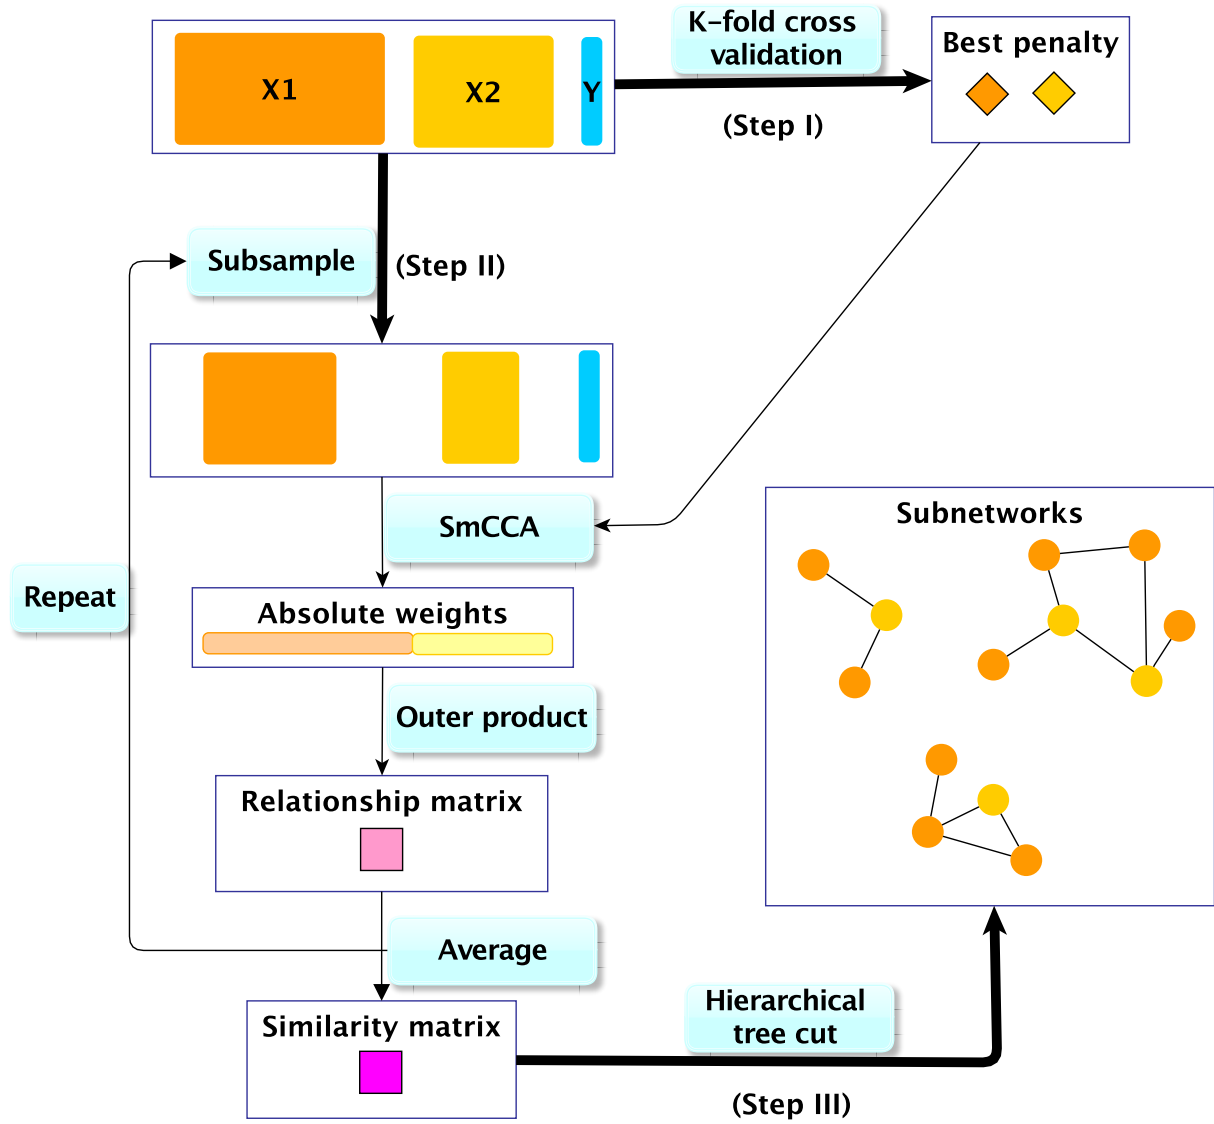 X1
X2
Y
K-fold cross
validation
(Step I)
Best penalty
Subsample
(Step II)
SmCCA
Repeat
Absolute weights
Outer product
Relationship matrix
Average
Similarity matrix
Hierarchical
tree cut
(Step III)
Subnetworks